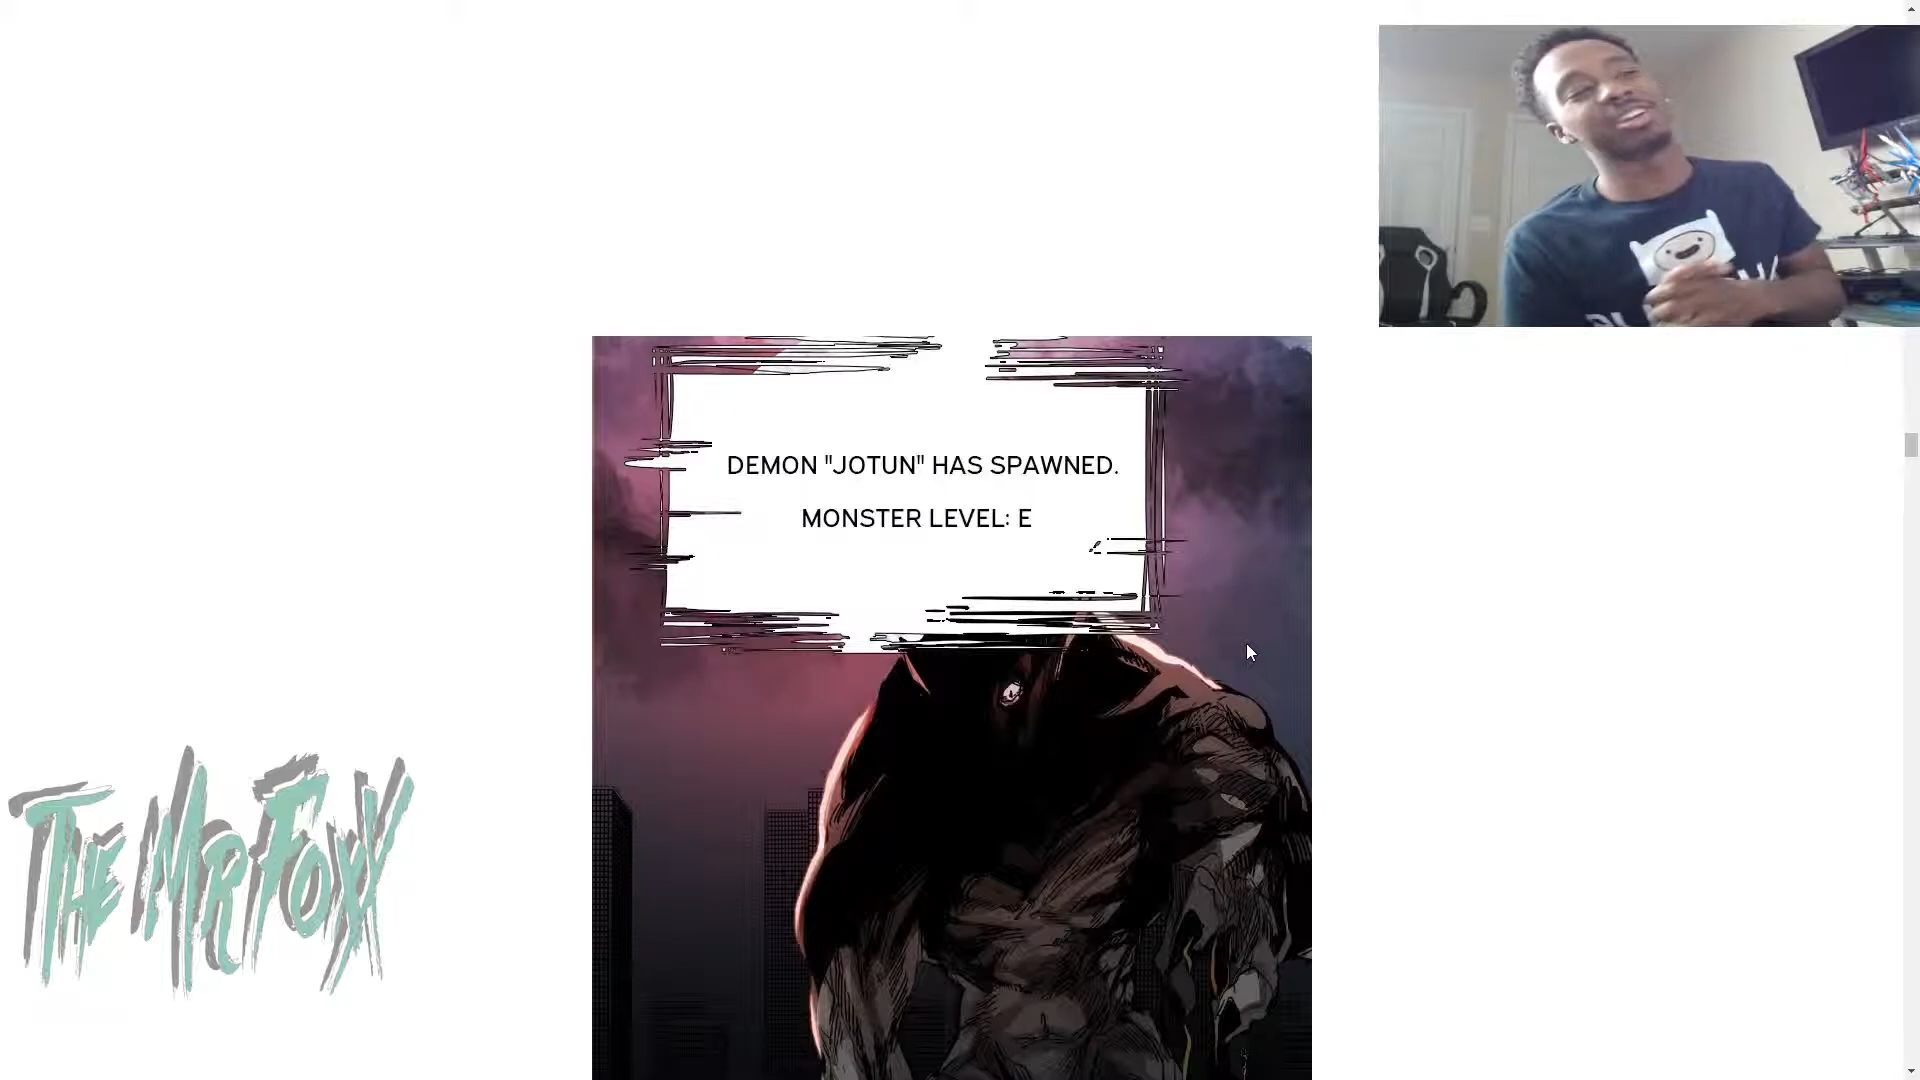 DEMON "JOTUN" HAS SPAWNED.
MONSTER LEVEL: E
THE MR FOXX